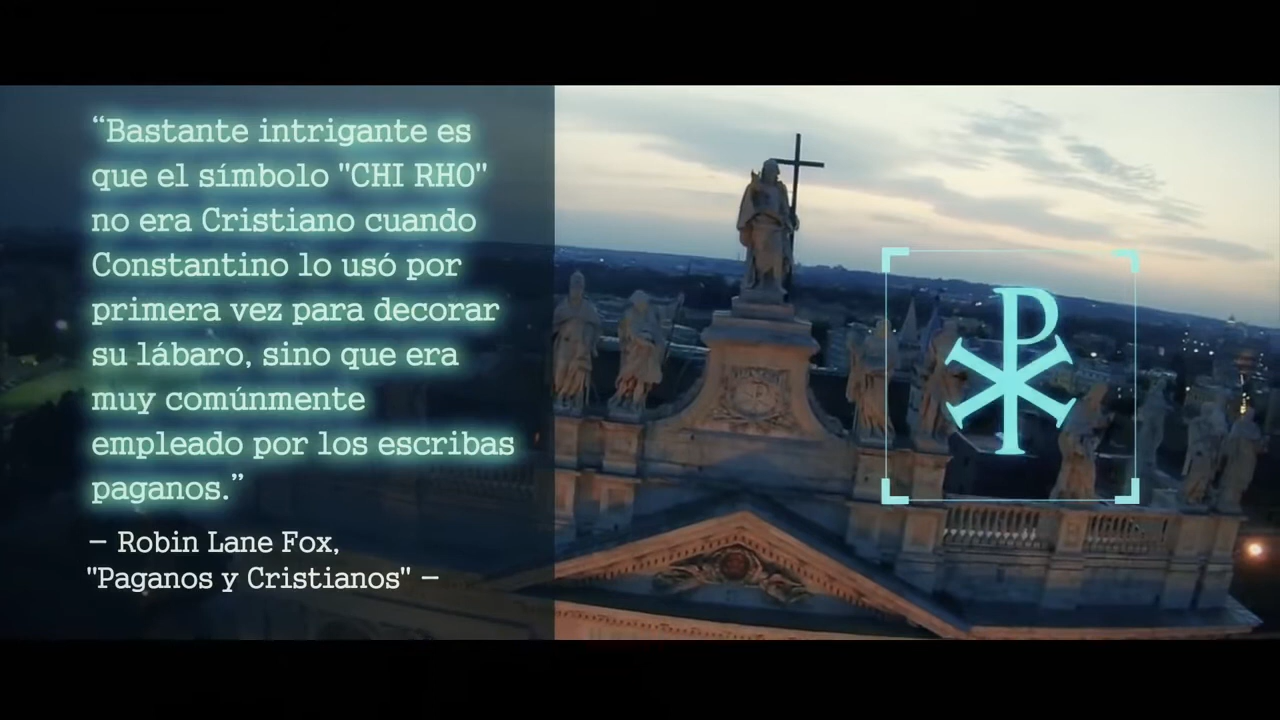 “Bastante intrigante es
que el símbolo "CHI RHO"
no era Cristiano cuando
Constantino lo usó por
primera vez para decorar
su lábaro, sino que era
muy comúnmente
empleado por los escribas
paganos.”
— Robin Lane Fox,
"Paganos y Cristianos" —